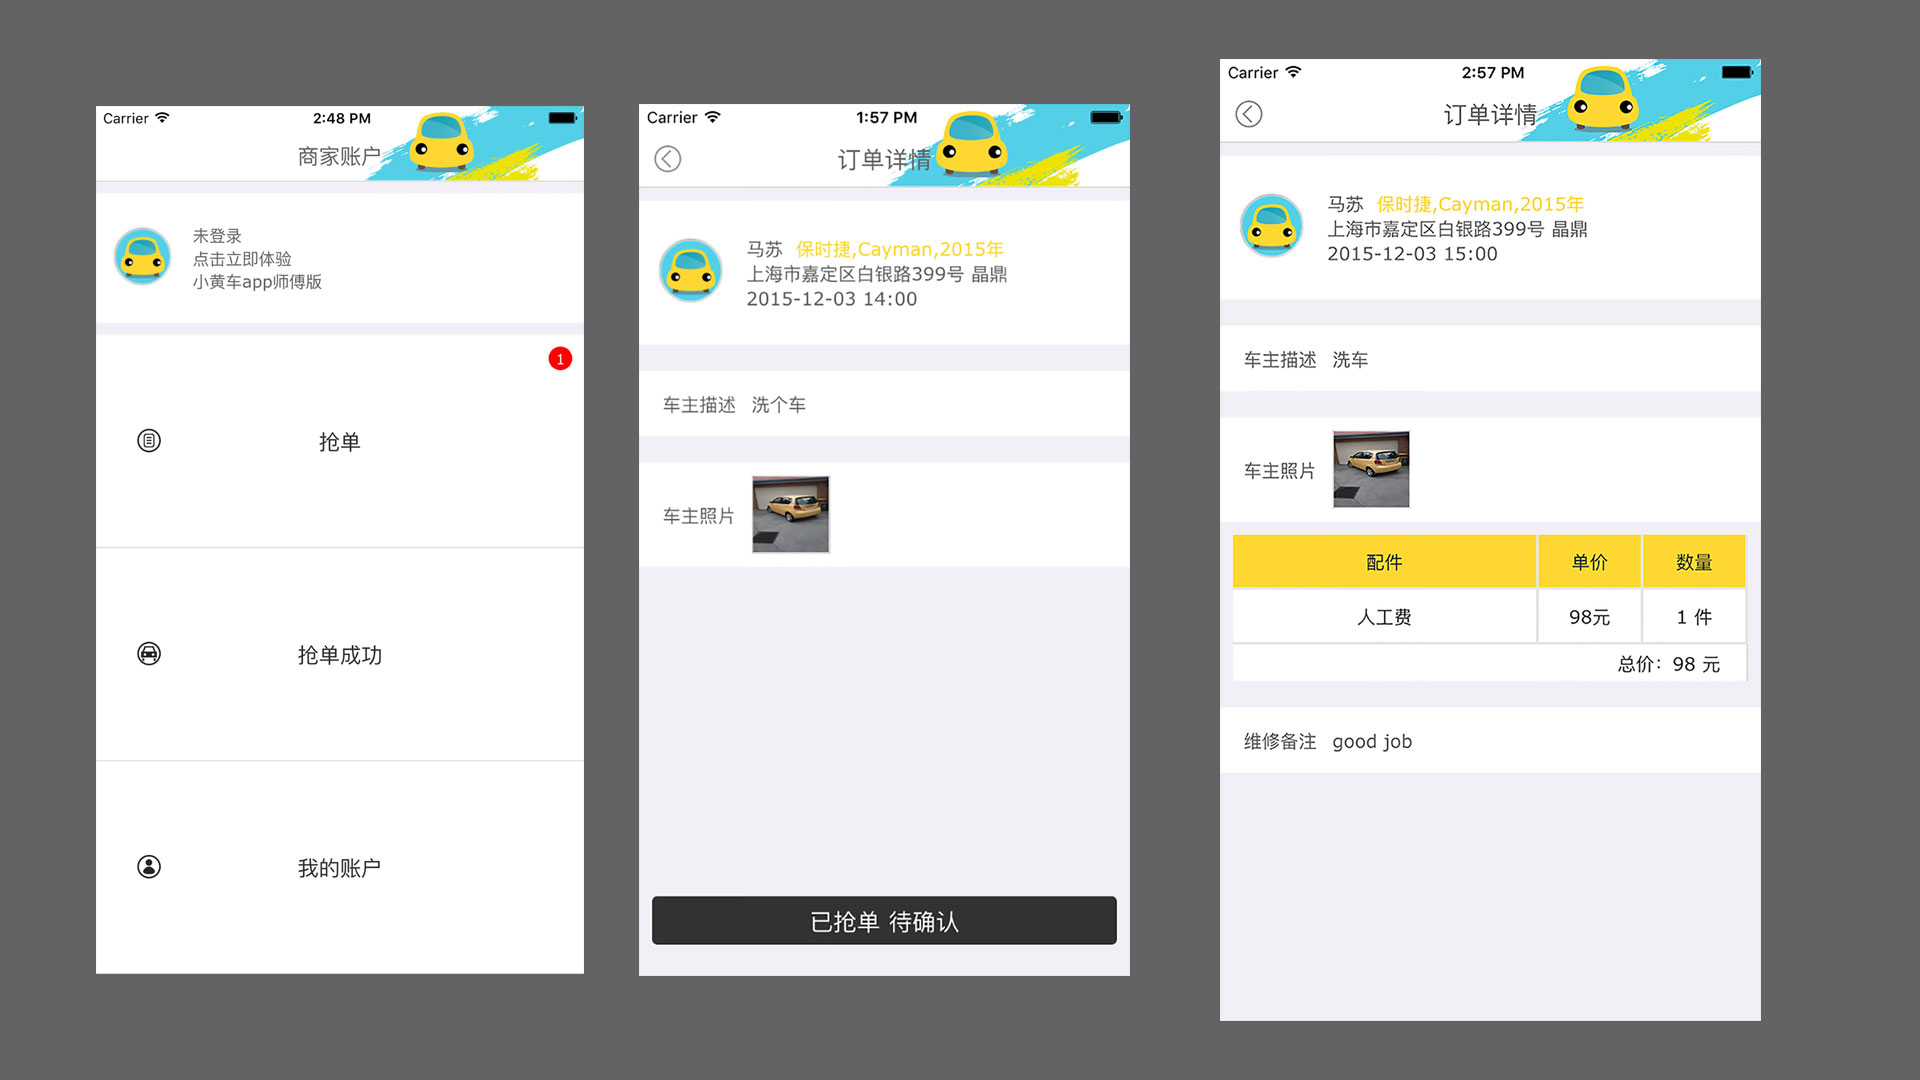 Carrier 2:48 PM
商家账户
未登录
点击立即体验
小黄车app师傅版
1
抢单
抢单成功
我的账户
Carrier 1:57 PM
订单详情
马苏 保时捷,Cayman,2015年
上海市嘉定区白银路399号 晶鼎
2015-12-03 14:00
车主描述 洗个车
车主照片
已抢单 待确认
Carrier 2:57 PM
订单详情
马苏 保时捷,Cayman,2015年
上海市嘉定区白银路399号 晶鼎
2015-12-03 15:00
车主描述 洗车
车主照片
配件 单价 数量
人工费 98元 1 件
总价：98 元
维修备注 good job